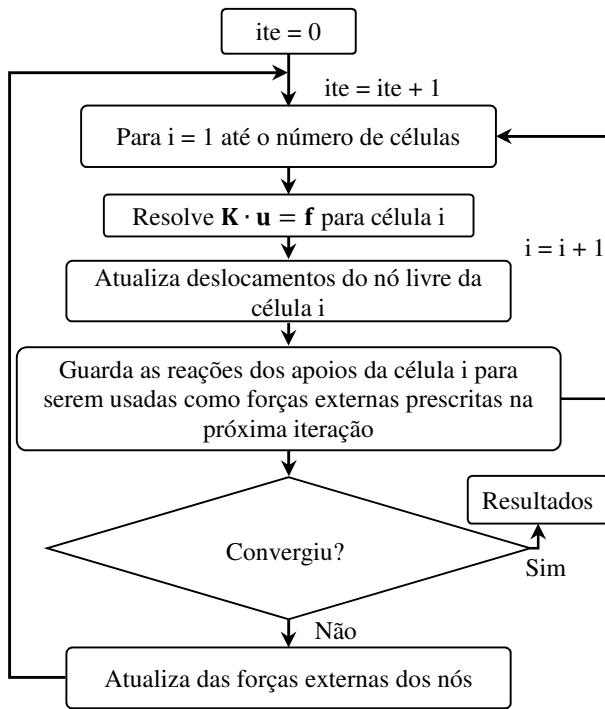 ite = 0
ite = ite + 1
Para i = 1 até o número de células
Resolve K · u = f para célula i
i = i + 1
Atualiza deslocamentos do nó livre da
célula i
Guarda as reações dos apoios da célula i para
serem usadas como forças externas prescritas na
próxima iteração
Resultados
Convergiu?
Sim
Não
Atualiza das forças externas dos nós